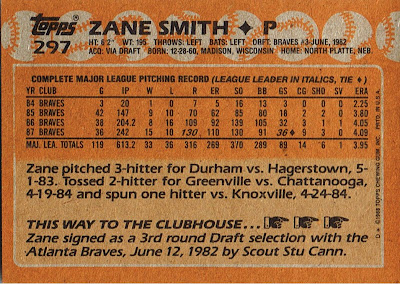 Topps
297
ZANE SMITH ♦ P
HT: 6'2" WT: 195 THROWS: LEFT BATS: LEFT DRAFT: BRAVES #3-JUNE, 1982
ACQ: VIA DRAFT BORN: 12-28-60, MADISON, WISCONSIN HOME: NORTH PLATTE, NEB.
COMPLETE MAJOR LEAGUE PITCHING RECORD (LEAGUE LEADER IN ITALICS, TIE ♦)
YR CLUB G IP W L R ER SO BB GS CG SHO SV ERA
84 BRAVES 3 20 1 0 7 5 16 13 3 0 0 0 2.25
85 BRAVES 42 147 9 10 70 62 85 80 18 2 2 0 3.80
86 BRAVES 38 204.2 8 16 109 92 139 105 32 3 1 1 4.05
87 BRAVES 36 242 15 10 130 110 130 91 36♦ 9 3 0 4.09
MAJ. LEA. TOTALS 119 613.2 33 36 316 269 370 289 89 14 6 1 3.95
Zane pitched 3-hitter for Durham vs. Hagerstown, 5-
1-83. Tossed 2-hitter for Greenville vs. Chattanooga,
4-19-84 and spun one hitter vs. Knoxville, 4-24-84.
THIS WAY TO THE CLUBHOUSE...
Zane signed as a 3rd round Draft selection with the
Atlanta Braves, June 12, 1982 by Scout Stu Cann.
©1988 TOPPS CHEWING GUM, INC. PRTD. IN U.S.A.